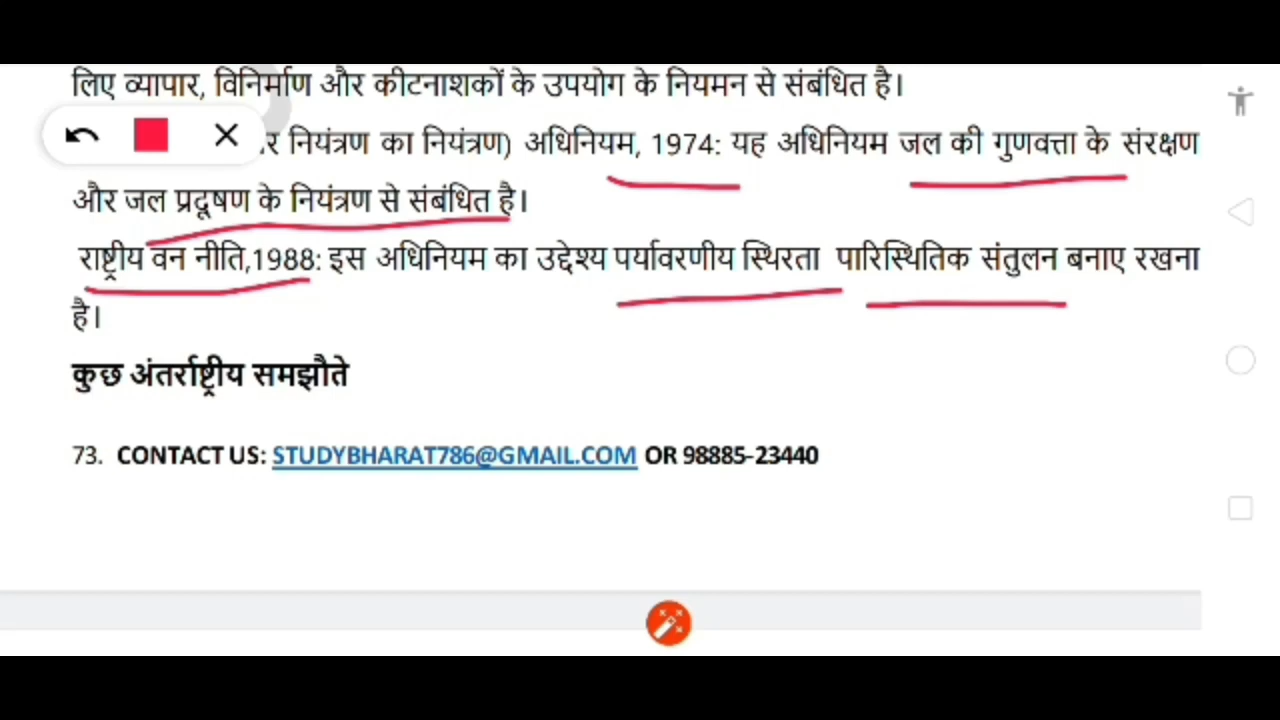 लिए व्यापार, विनिर्माण और कीटनाशकों के उपयोग के नियमन से संबंधित है।
नियंत्रण का नियंत्रण) अधिनियम, 1974: यह अधिनियम जल की गुणवत्ता के संरक्षण
और जल प्रदूषण के नियंत्रण से संबंधित है।
राष्ट्रीय वन नीति,1988: इस अधिनियम का उद्देश्य पर्यावरणीय स्थिरता पारिस्थितिक संतुलन बनाए रखना
है।
कुछ अंतर्राष्ट्रीय समझौते
73. CONTACT US: STUDYBHARAT786@GMAIL.COM OR 98885-23440